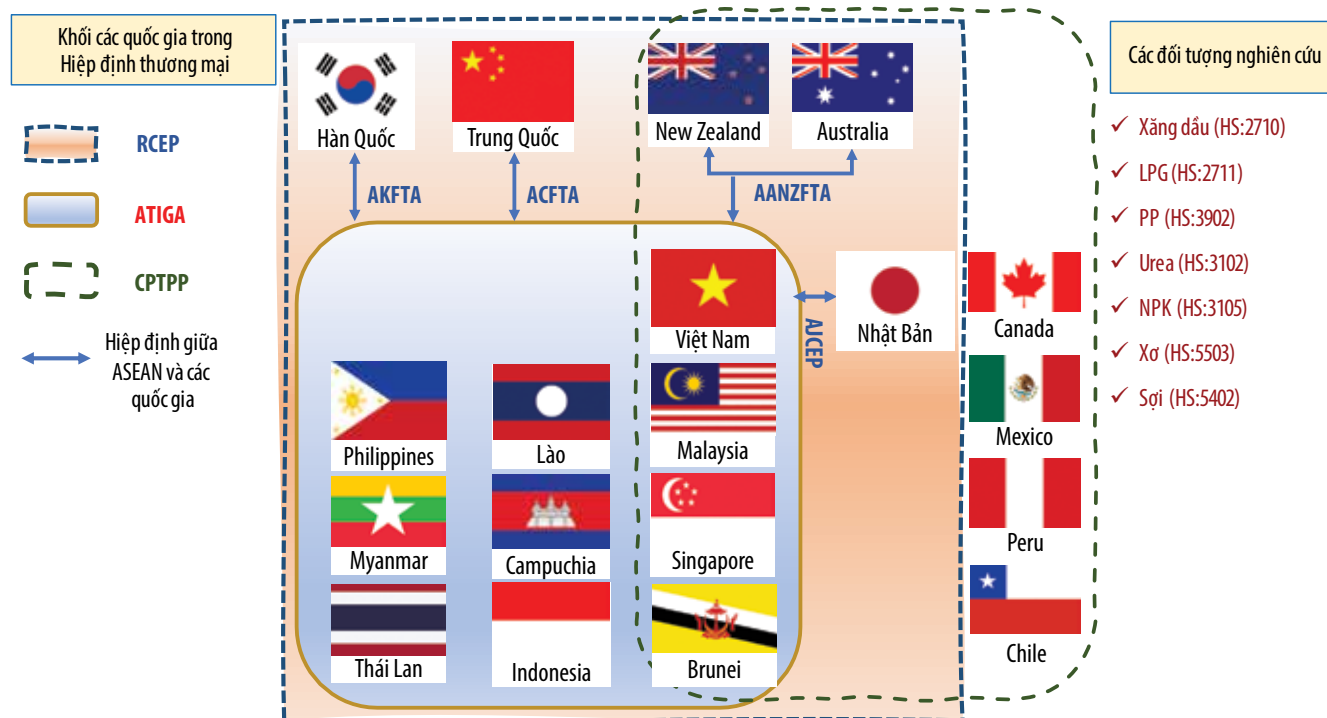 Khối các quốc gia trong
Hiệp định thương mại
RCEP
ATIGA
CPTPP
Hiệp định giữa
ASEAN và các
quốc gia
Hàn Quốc
Trung Quốc
New Zealand
Australia
AKFTA
ACFTA
AANZFTA
Việt Nam
AJCEP
Nhật Bản
Canada
Philippines
Lào
Malaysia
Mexico
Myanmar
Campuchia
Singapore
Peru
Thái Lan
Indonesia
Brunei
Chile
Các đối tượng nghiên cứu
✓ Xăng dầu (HS:2710)
✓ LPG (HS:2711)
✓ PP (HS:3902)
✓ Urea (HS:3102)
✓ NPK (HS:3105)
✓ Xơ (HS:5503)
✓ Sợi (HS:5402)